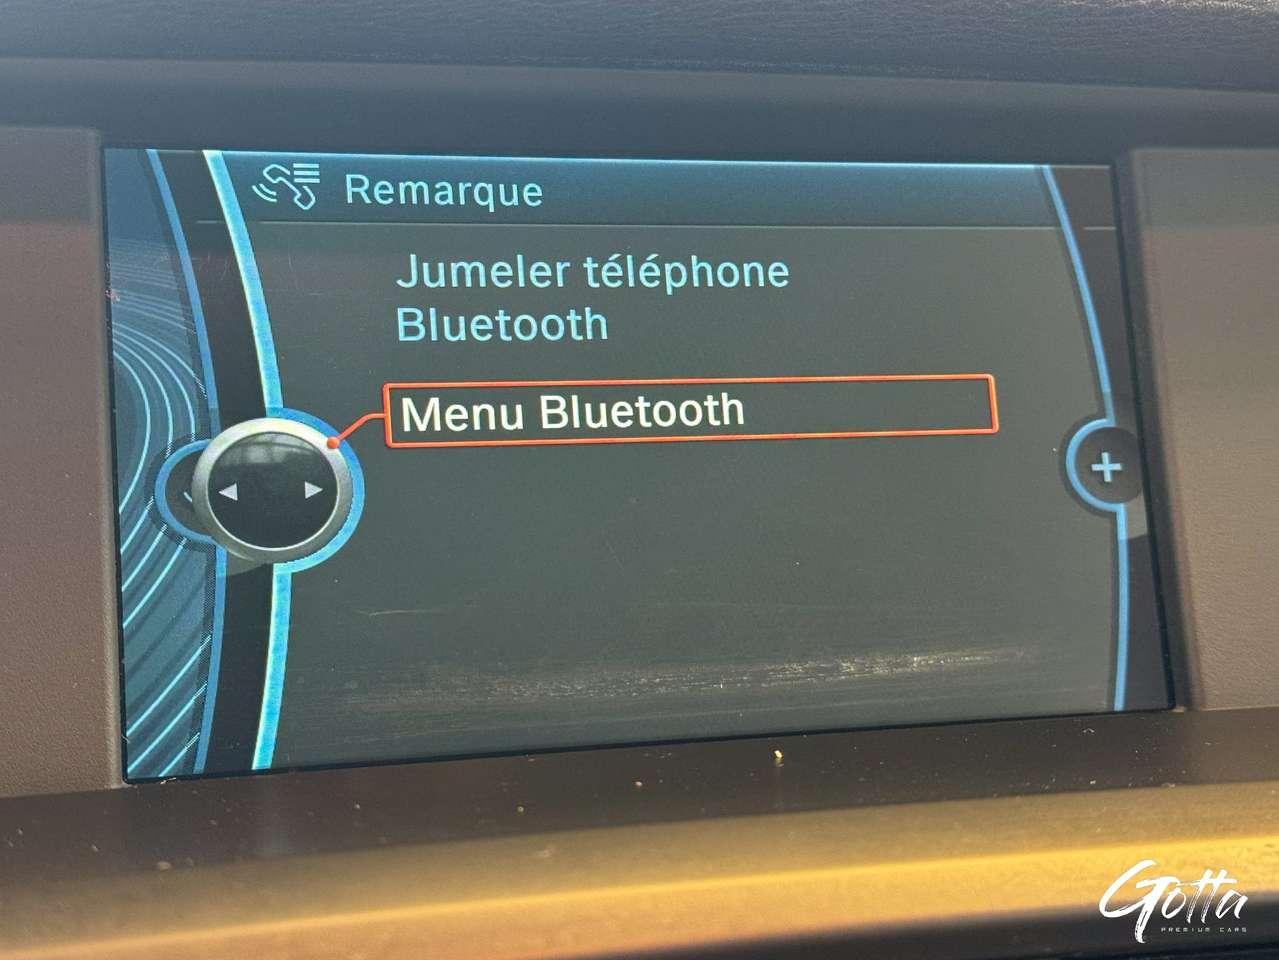 Remarque
Jumeler téléphone
Bluetooth
Menu Bluetooth
+
Gotta
PREMIUM CARS